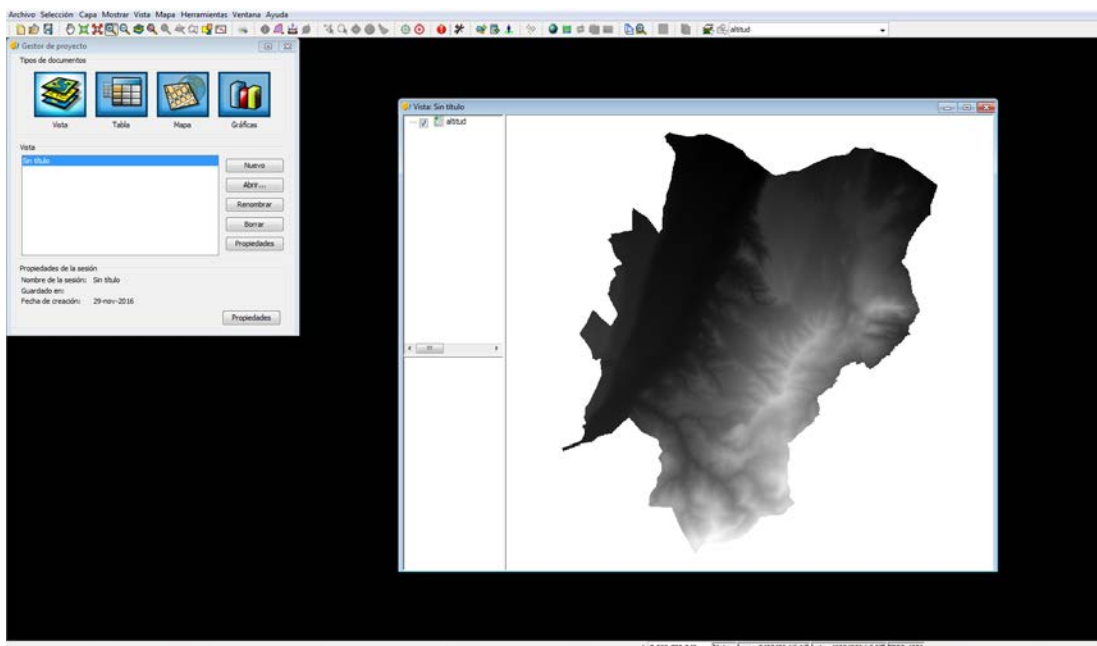 Archivo Selección Capa Mostrar Vista Mapa Herramientas Ventana Ayuda
altitud
Gestor de proyecto
Tipos de documentos
Vista Tabla Mapa Gráficas
Vista
Sin título
Nuevo
Abrir...
Renombrar
Borrar
Propiedades
Propiedades de la sesión
Nombre de la sesión: Sin título
Guardado en:
Fecha de creación: 29-nov-2016
Propiedades
Vista: Sin título
altitud